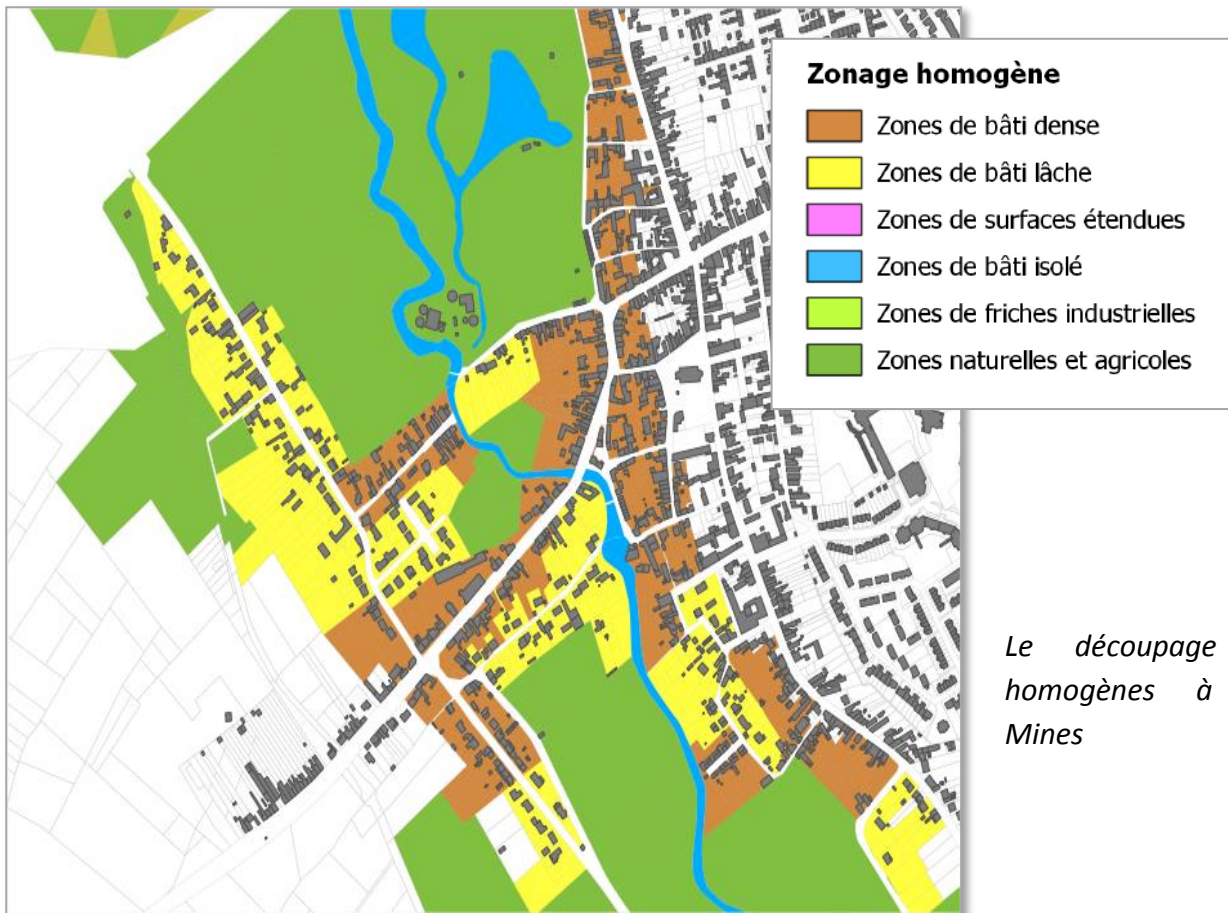 Zonage homogène
Zones de bâti dense
Zones de bâti lâche
Zones de surfaces étendues
Zones de bâti isolé
Zones de friches industrielles
Zones naturelles et agricoles
Le découpage
homogènes à
Mines